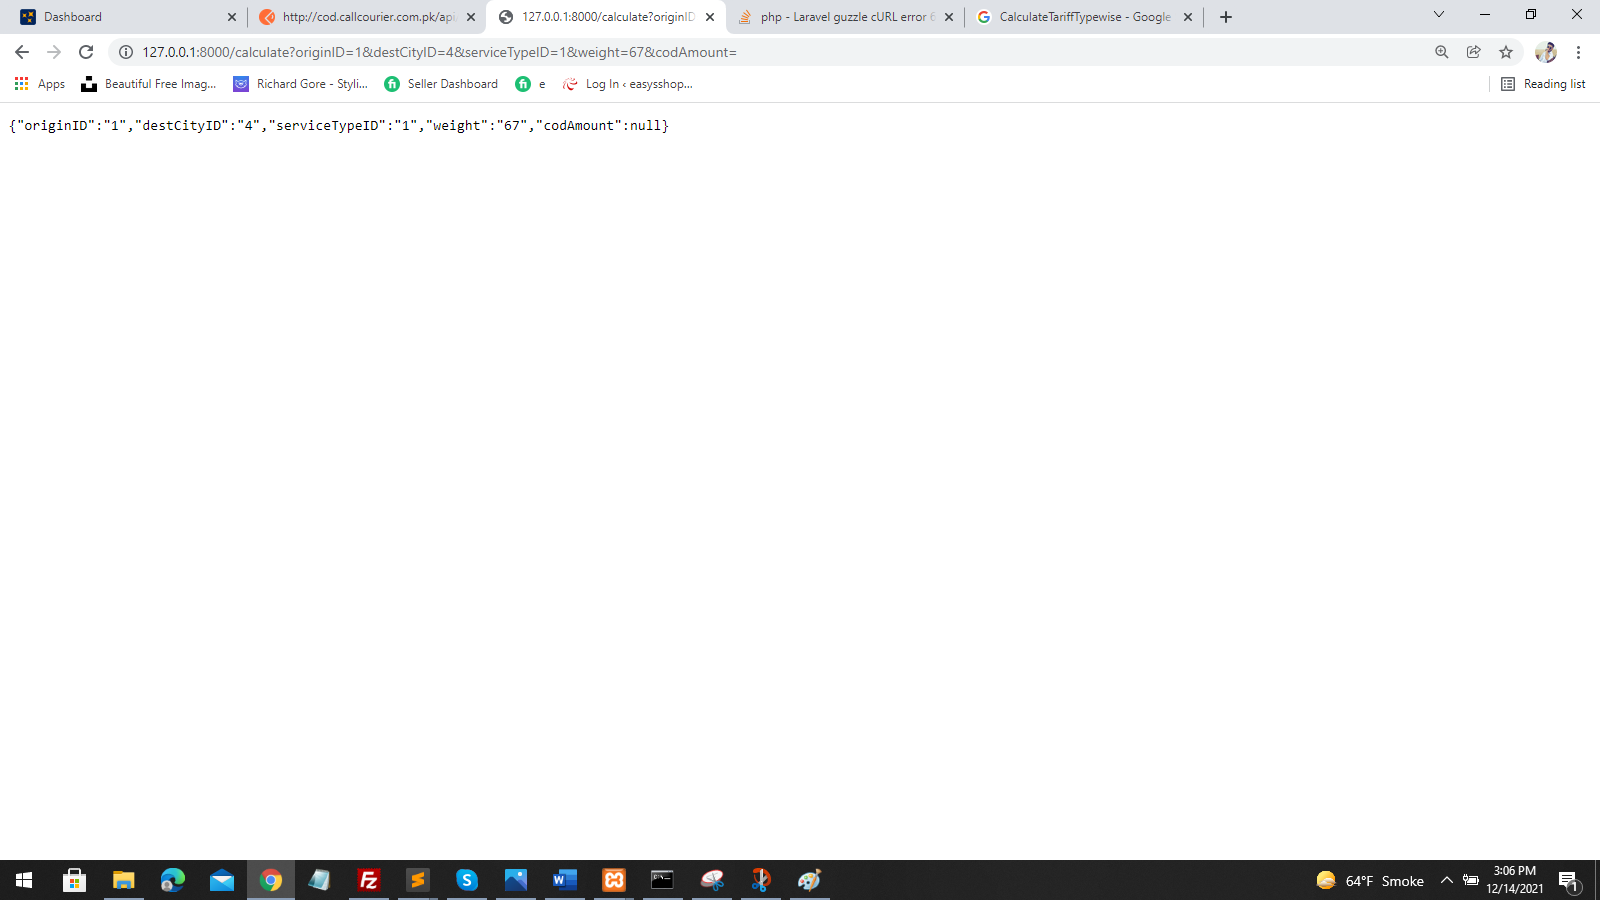 Dashboard
http://cod.callcourier.com.pk/api
127.0.0.1:8000/calculate?originID
php - Laravel guzzle cURL error 6
CalculateTariffTypewise - Google
127.0.0.1:8000/calculate?originID=1&destCityID=4&serviceTypeID=1&weight=67&codAmount=
Apps
Beautiful Free Imag...
Richard Gore - Styli...
Seller Dashboard
e
Log In ‹ easysshop...
Reading list
{"originID":"1","destCityID":"4","serviceTypeID":"1","weight":"67","codAmount":null}
64°F Smoke
3:06 PM
12/14/2021
1